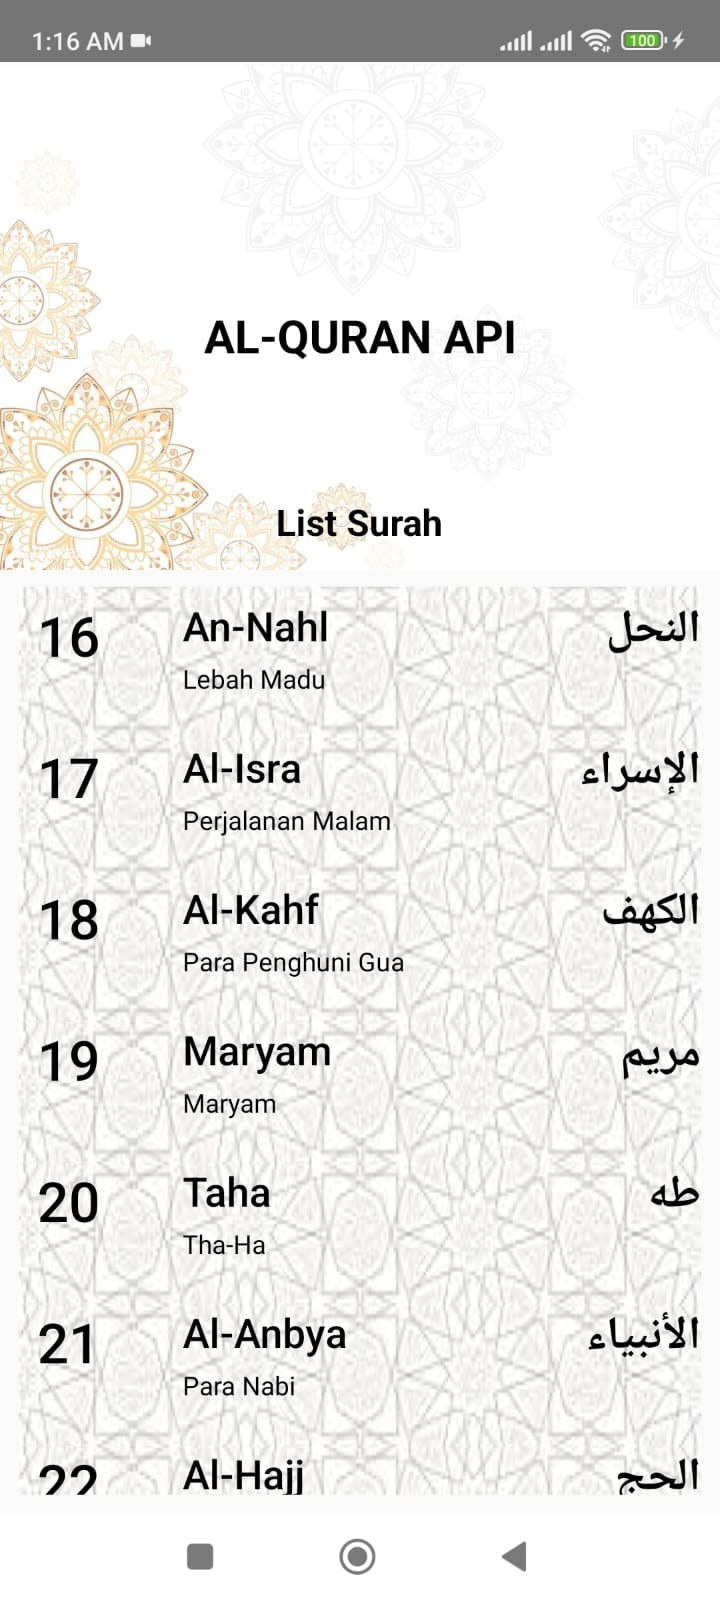 1:16 AM
100
AL-QURAN API
List Surah
16 An-Nahl النحل
Lebah Madu
17 Al-Isra الإسراء
Perjalanan Malam
18 Al-Kahf الكهف
Para Penghuni Gua
19 Maryam مريم
Maryam
20 Taha طه
Tha-Ha
21 Al-Anbya الأنبياء
Para Nabi
22 Al-Hajj الحج